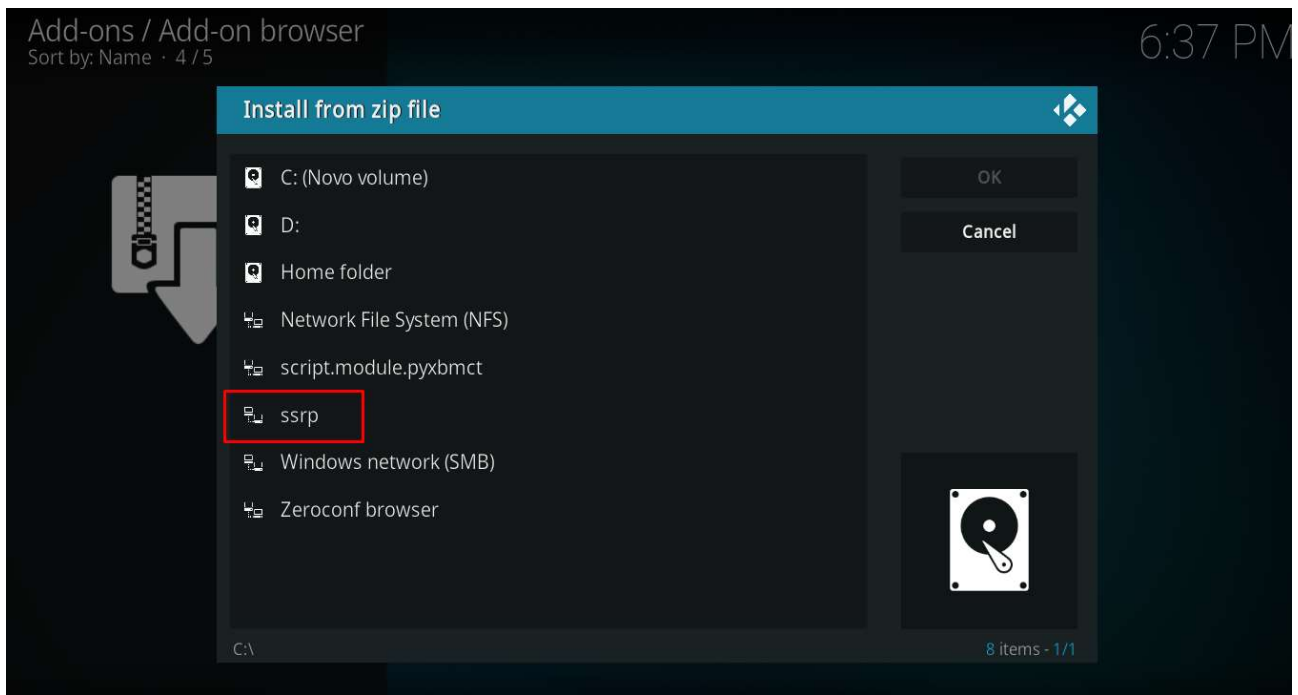 Add-ons / Add-on browser
Sort by: Name · 4 / 5
6:37 PM
Install from zip file
C: (Novo volume)
D:
Home folder
Network File System (NFS)
script.module.pyxbmct
ssrp
Windows network (SMB)
Zeroconf browser
OK
Cancel
C:\
8 items - 1/1